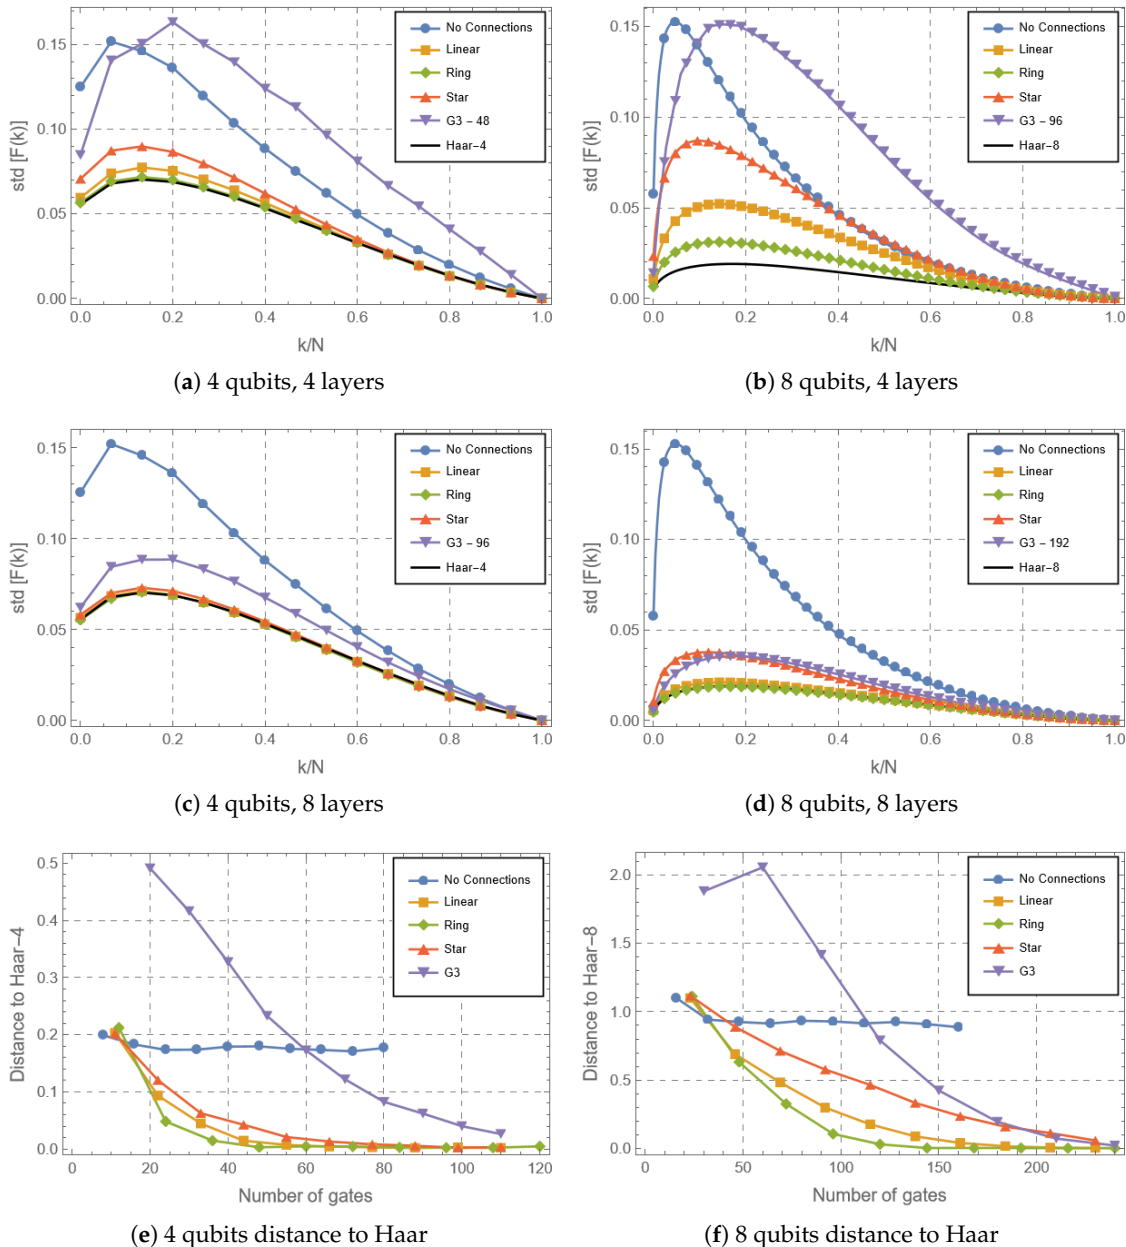 0.15
0.10
0.05
0.00
std [F(k)]
0.0 0.2 0.4 0.6 0.8 1.0
k/N
No Connections
Linear
Ring
Star
G3 - 48
Haar-4
(a) 4 qubits, 4 layers
0.15
0.10
0.05
0.00
std [F(k)]
0.0 0.2 0.4 0.6 0.8 1.0
k/N
No Connections
Linear
Ring
Star
G3 - 96
Haar-8
(b) 8 qubits, 4 layers
0.15
0.10
0.05
0.00
std [F(k)]
0.0 0.2 0.4 0.6 0.8 1.0
k/N
No Connections
Linear
Ring
Star
G3 - 96
Haar-4
(c) 4 qubits, 8 layers
0.15
0.10
0.05
0.00
std [F(k)]
0.0 0.2 0.4 0.6 0.8 1.0
k/N
No Connections
Linear
Ring
Star
G3 - 192
Haar-8
(d) 8 qubits, 8 layers
0.5
0.4
0.3
0.2
0.1
0.0
Distance to Haar-4
0 20 40 60 80 100 120
Number of gates
No Connections
Linear
Ring
Star
G3
(e) 4 qubits distance to Haar
2.0
1.5
1.0
0.5
0.0
Distance to Haar-8
0 50 100 150 200
Number of gates
No Connections
Linear
Ring
Star
G3
(f) 8 qubits distance to Haar